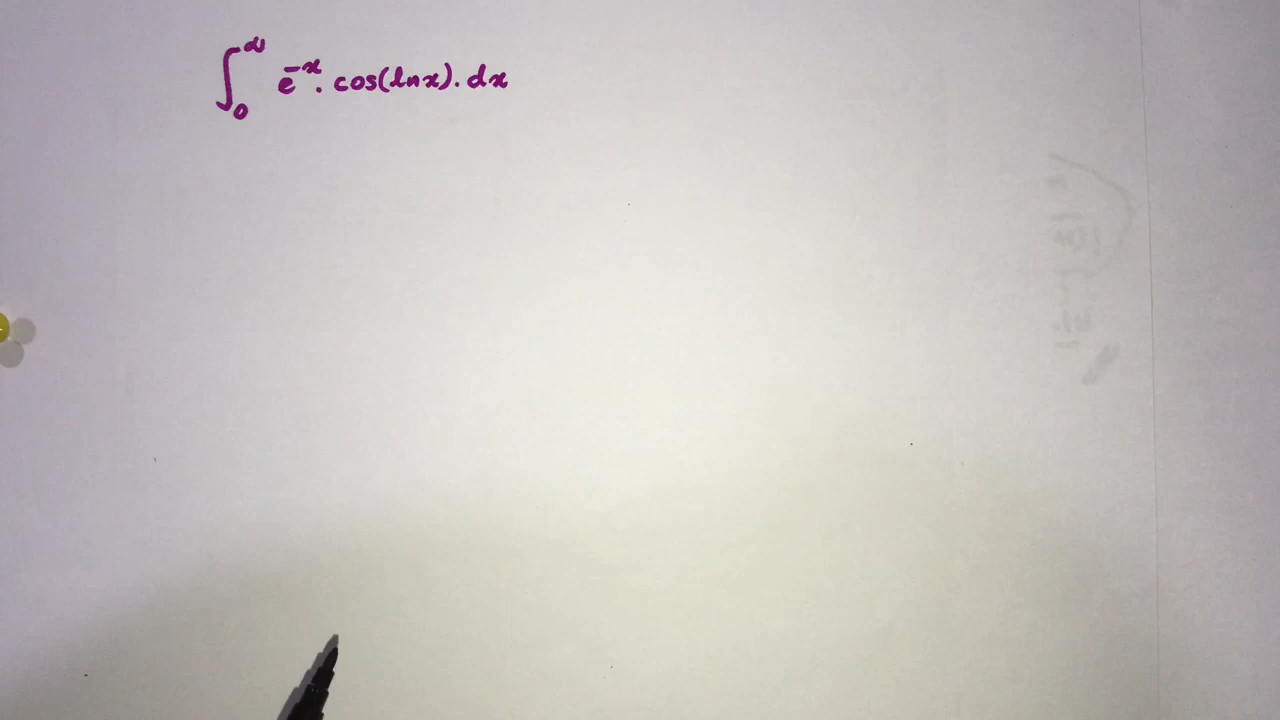 ∫₀^∞ e^{-x} . cos(ln x) . dx